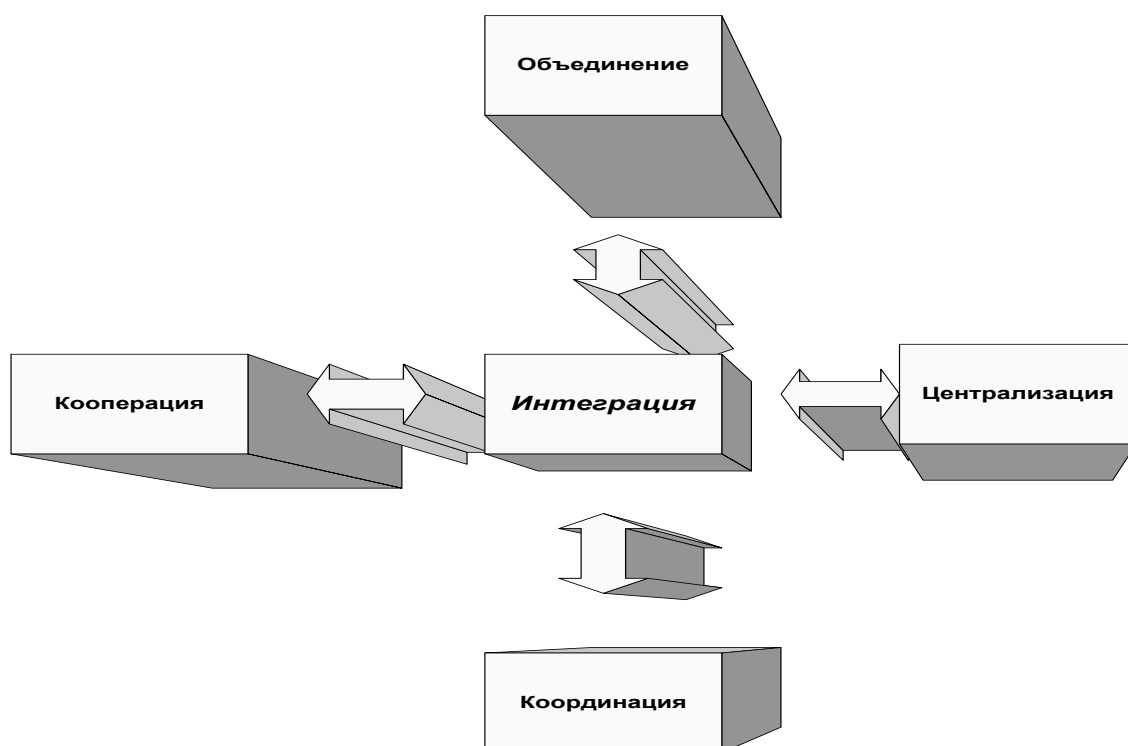 Объединение
Кооперация
Интеграция
Централизация
Координация